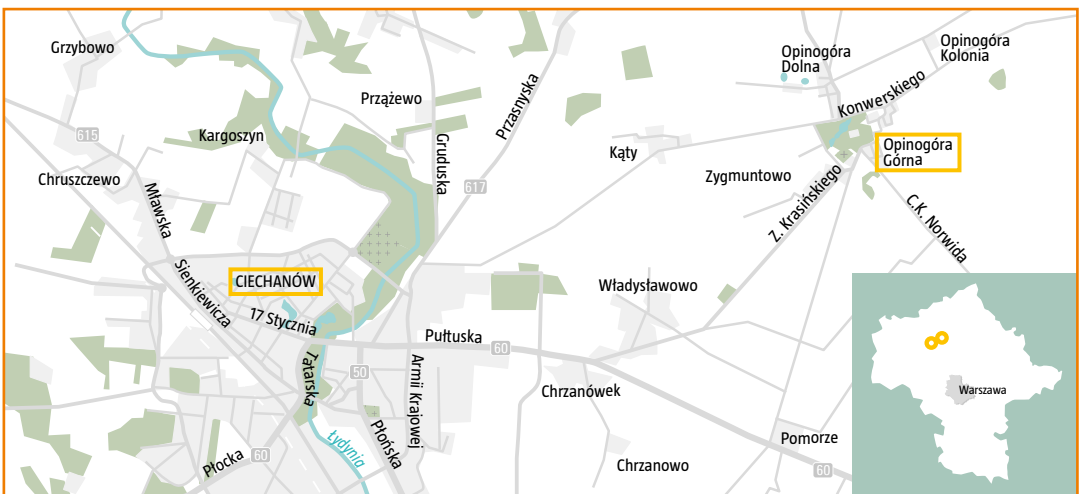 Grzybowo
Opinogóra
Dolna
Opinogóra
Kolonia
Przążewo
Przasnyska
Konwerskiego
615
Kargoszyn
Gruduska
Kąty
Opinogóra
Górna
Chruszczewo
Mławska
617
Zygmuntowo
Z. Krasińskiego
C.K. Norwida
Sienkiewicza
CIECHANÓW
Władysławowo
17 Stycznia
Pułtuska
60
Tatarska
50
Armii Krajowej
Chrzanówek
Warszawa
Płońska
Łydynia
Płocka
60
Pomorze
Chrzanowo
60